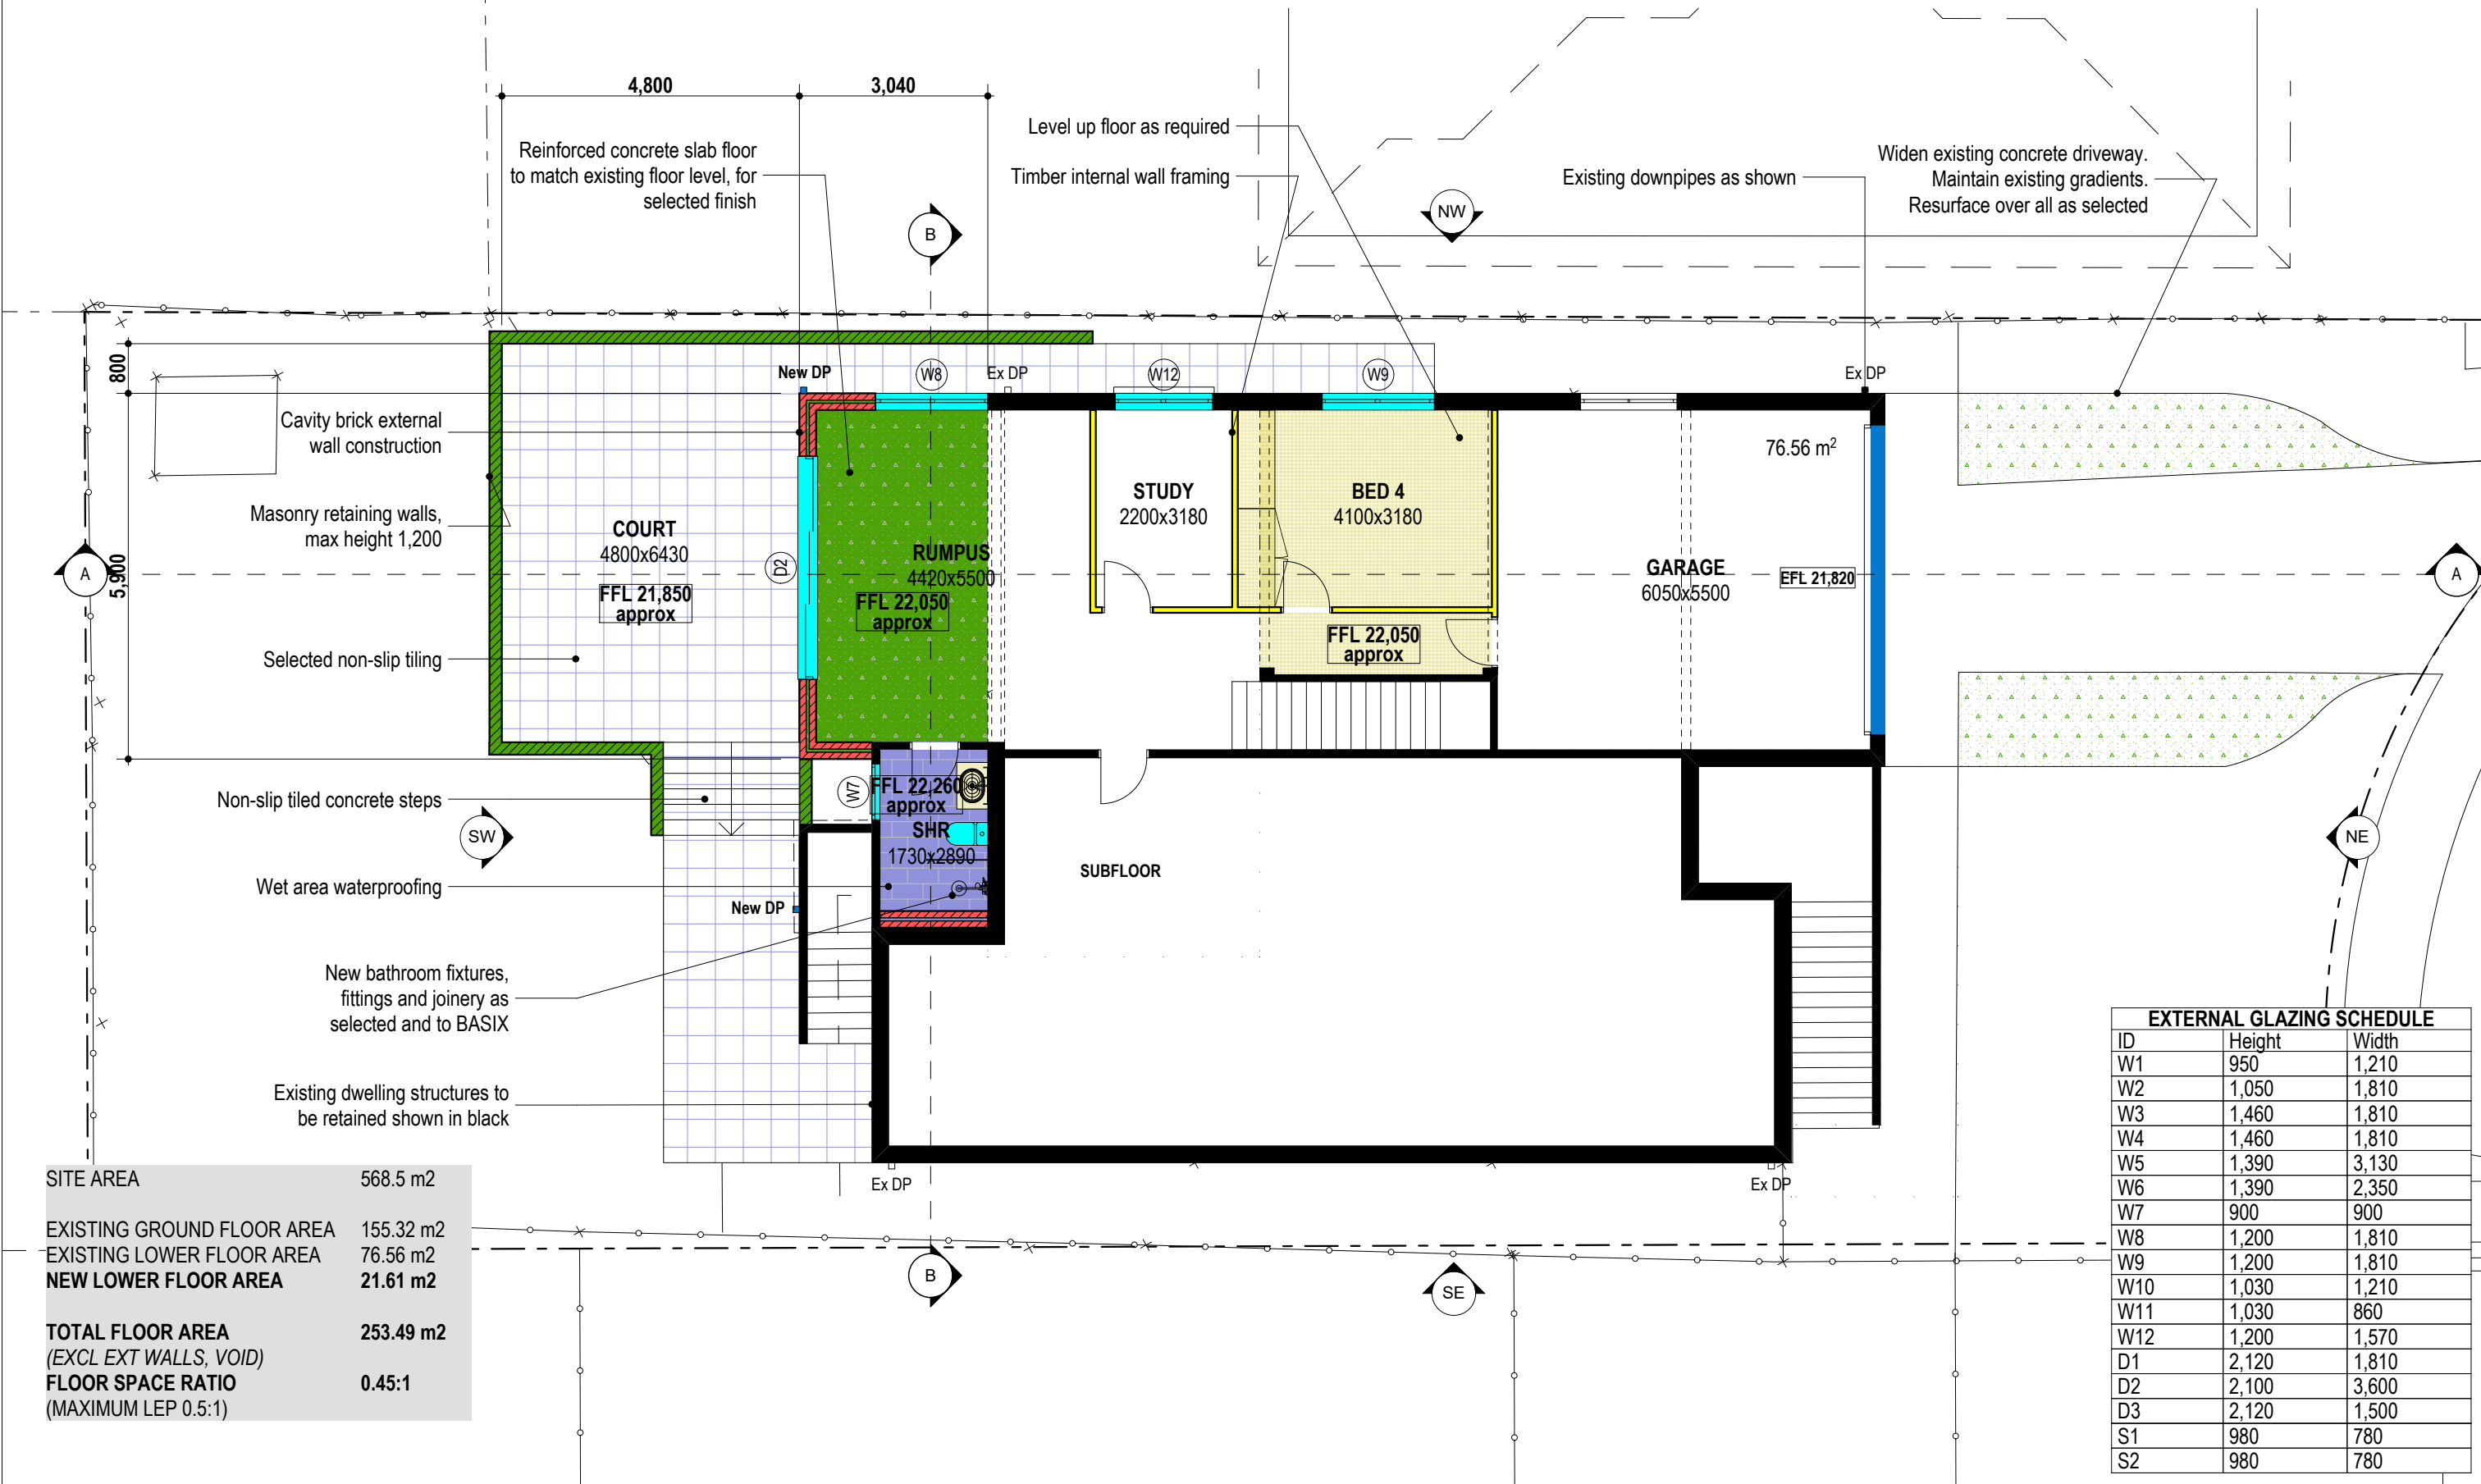 4,800
3,040
Reinforced concrete slab floor
to match existing floor level, for
selected finish
Level up floor as required
Timber internal wall framing
Existing downpipes as shown
Widen existing concrete driveway.
Maintain existing gradients.
Resurface over all as selected
B
NW
800
5,900
New DP
W8
Ex DP
W12
W9
Ex DP
Cavity brick external
wall construction
76.56 m2
Masonry retaining walls,
max height 1,200
COURT
4800x6430
FFL 21,850
approx
D2
RUMPUS
4420x5500
FFL 22,050
approx
STUDY
2200x3180
BED 4
4100x3180
FFL 22,050
approx
GARAGE
6050x5500
EFL 21,820
A
A
Selected non-slip tiling
Non-slip tiled concrete steps
W7
FFL 22,260
approx
SHR
1730x2890
SW
NE
Wet area waterproofing
New DP
SUBFLOOR
New bathroom fixtures,
fittings and joinery as
selected and to BASIX
Existing dwelling structures to
be retained shown in black
Ex DP
Ex DP
B
SE
SITE AREA 568.5 m2
EXISTING GROUND FLOOR AREA 155.32 m2
EXISTING LOWER FLOOR AREA 76.56 m2
NEW LOWER FLOOR AREA 21.61 m2
TOTAL FLOOR AREA 253.49 m2
(EXCL EXT WALLS, VOID)
FLOOR SPACE RATIO 0.45:1
(MAXIMUM LEP 0.5:1)
EXTERNAL GLAZING SCHEDULE
ID Height Width
W1 950 1,210
W2 1,050 1,810
W3 1,460 1,810
W4 1,460 1,810
W5 1,390 3,130
W6 1,390 2,350
W7 900 900
W8 1,200 1,810
W9 1,200 1,810
W10 1,030 1,210
W11 1,030 860
W12 1,200 1,570
D1 2,120 1,810
D2 2,100 3,600
D3 2,120 1,500
S1 980 780
S2 980 780